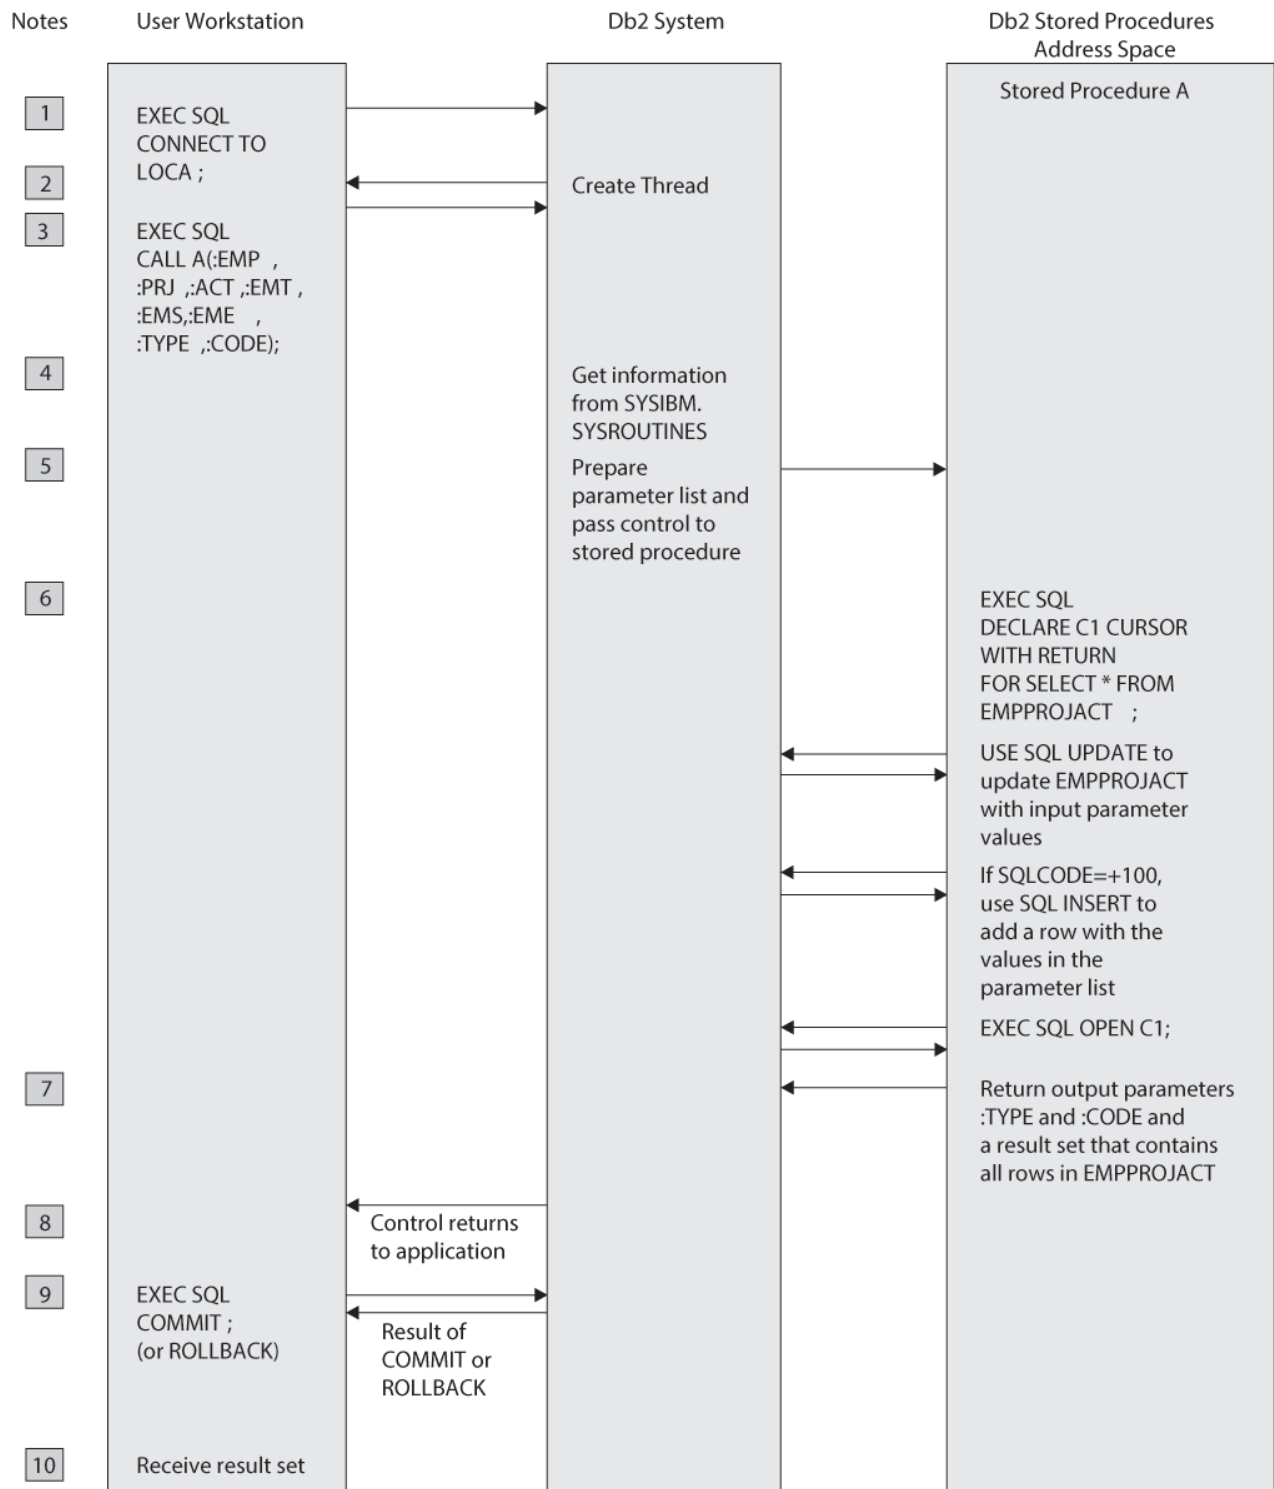 Notes
User Workstation
Db2 System
Db2 Stored Procedures
Address Space
Stored Procedure A
1
EXEC SQL
CONNECT TO
LOCA ;
2
Create Thread
3
EXEC SQL
CALL A(:EMP ,
:PRJ ,:ACT ,:EMT ,
:EMS,:EME ,
:TYPE ,:CODE);
4
Get information
from SYSIBM.
SYSROUTINES
5
Prepare
parameter list and
pass control to
stored procedure
6
EXEC SQL
DECLARE C1 CURSOR
WITH RETURN
FOR SELECT * FROM
EMPPROJACT ;
USE SQL UPDATE to
update EMPPROJACT
with input parameter
values
If SQLCODE=+100,
use SQL INSERT to
add a row with the
values in the
parameter list
EXEC SQL OPEN C1;
7
Return output parameters
:TYPE and :CODE and
a result set that contains
all rows in EMPPROJACT
8
Control returns
to application
9
EXEC SQL
COMMIT ;
(or ROLLBACK)
Result of
COMMIT or
ROLLBACK
10
Receive result set